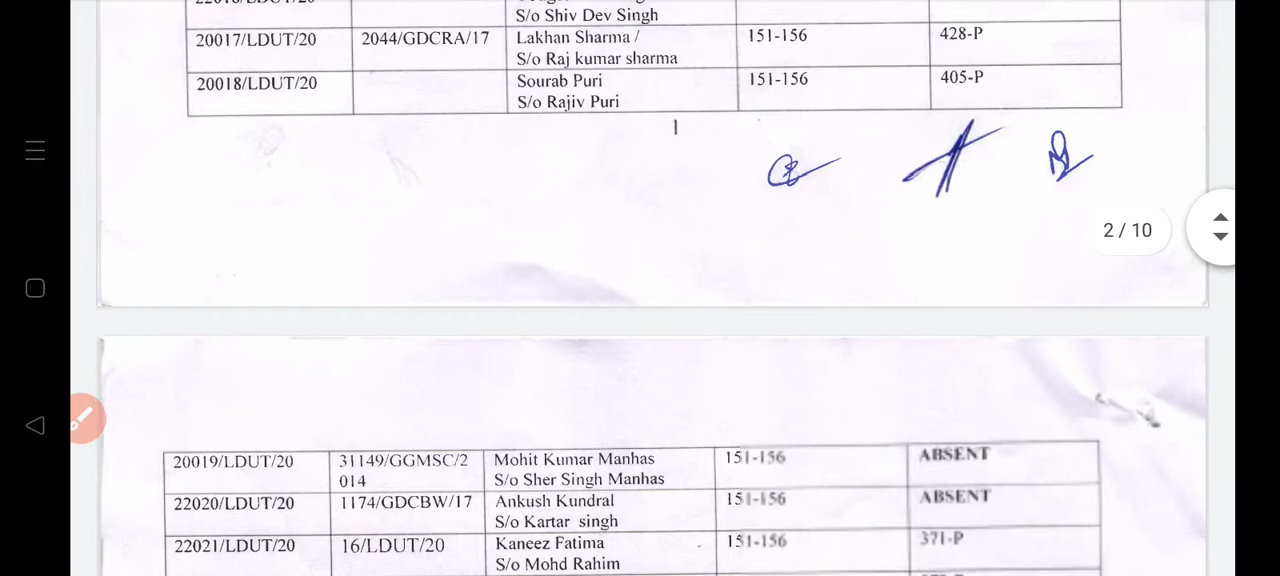 S/o Shiv Dev Singh
20017/LDUT/20 2044/GDCRA/17 Lakhan Sharma / 151-156 428-P
S/o Raj kumar sharma
20018/LDUT/20 Sourab Puri 151-156 405-P
S/o Rajiv Puri
1
2 / 10
20019/LDUT/20 31149/GGMSC/2 Mohit Kumar Manhas 151-156 ABSENT
014 S/o Sher Singh Manhas
22020/LDUT/20 1174/GDCBW/17 Ankush Kundral 151-156 ABSENT
S/o Kartar singh
22021/LDUT/20 16/LDUT/20 Kaneez Fatima 151-156 371-P
S/o Mohd Rahim